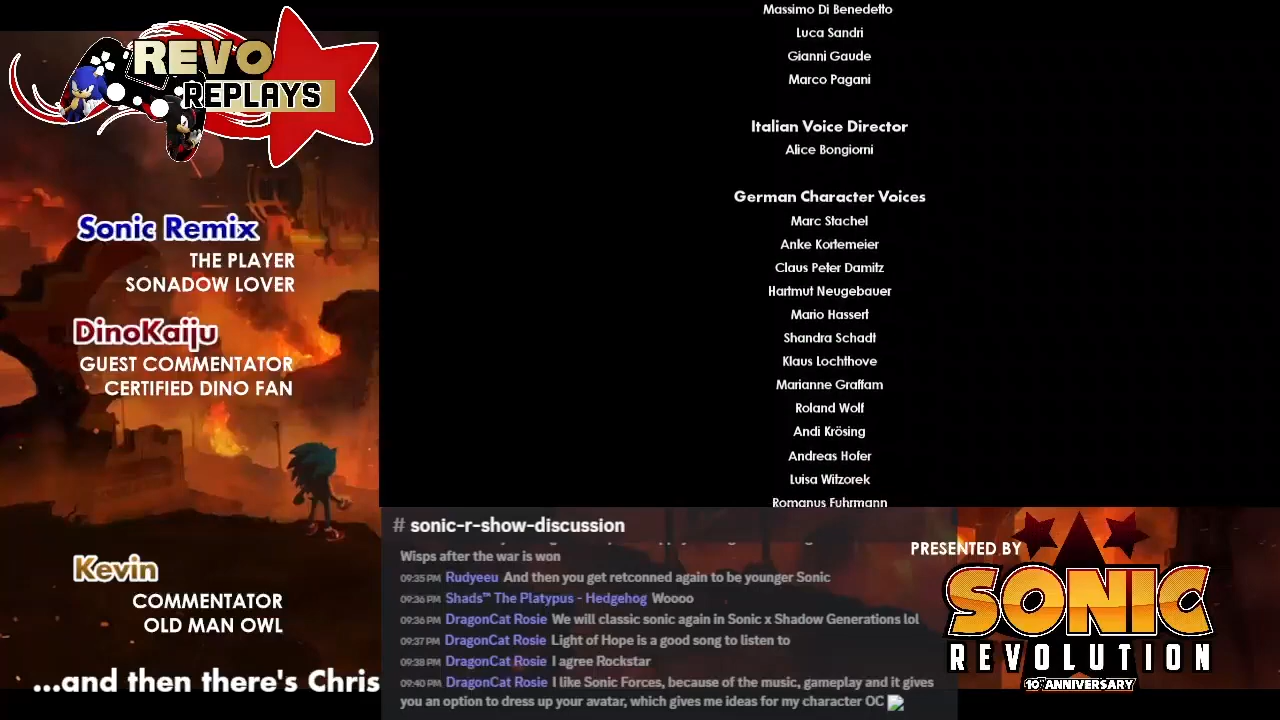 REVO
REPLAYS
Sonic Remix
THE PLAYER
SONADOW LOVER
DinoKaiju
GUEST COMMENTATOR
CERTIFIED DINO FAN
Kevin
COMMENTATOR
OLD MAN OWL
...and then there's Chris
Massimo Di Benedetto
Luca Sandri
Gianni Gaude
Marco Pagani
Italian Voice Director
Alice Bongiorni
German Character Voices
Marc Stachel
Anke Kortemeier
Claus Peter Damitz
Hartmut Neugebauer
Mario Hassert
Shandra Schadt
Klaus Lochthove
Marianne Graffam
Roland Wolf
Andi Krösing
Andreas Hofer
Luisa Witzorek
Romanus Fuhrmann
# sonic-r-show-discussion
Wisps after the war is won
09:35 PM Rudyeeu And then you get retconned again to be younger Sonic
09:36 PM Shads™ The Platypus - Hedgehog Woooo
09:36 PM DragonCat Rosie We will classic sonic again in Sonic x Shadow Generations lol
09:37 PM DragonCat Rosie Light of Hope is a good song to listen to
09:38 PM DragonCat Rosie I agree Rockstar
09:40 PM DragonCat Rosie I like Sonic Forces, because of the music, gameplay and it gives
you an option to dress up your avatar, which gives me ideas for my character OC
PRESENTED BY
SONIC
REVOLUTION
10TH ANNIVERSARY